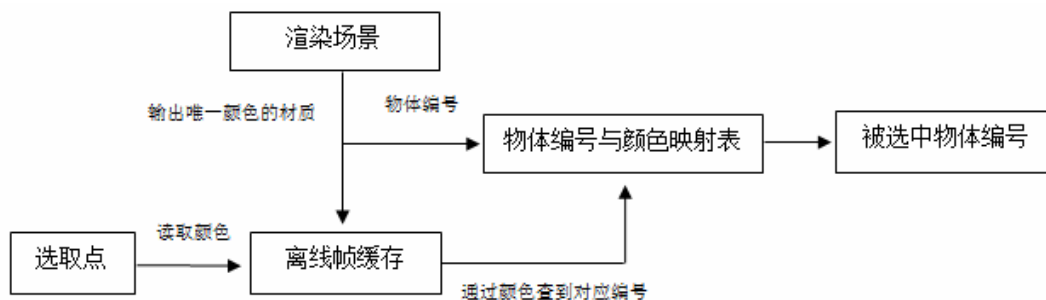 渲染场景
输出唯一颜色的材质
物体编号
物体编号与颜色映射表
被选中物体编号
选取点
读取颜色
离线帧缓存
通过颜色查到对应编号